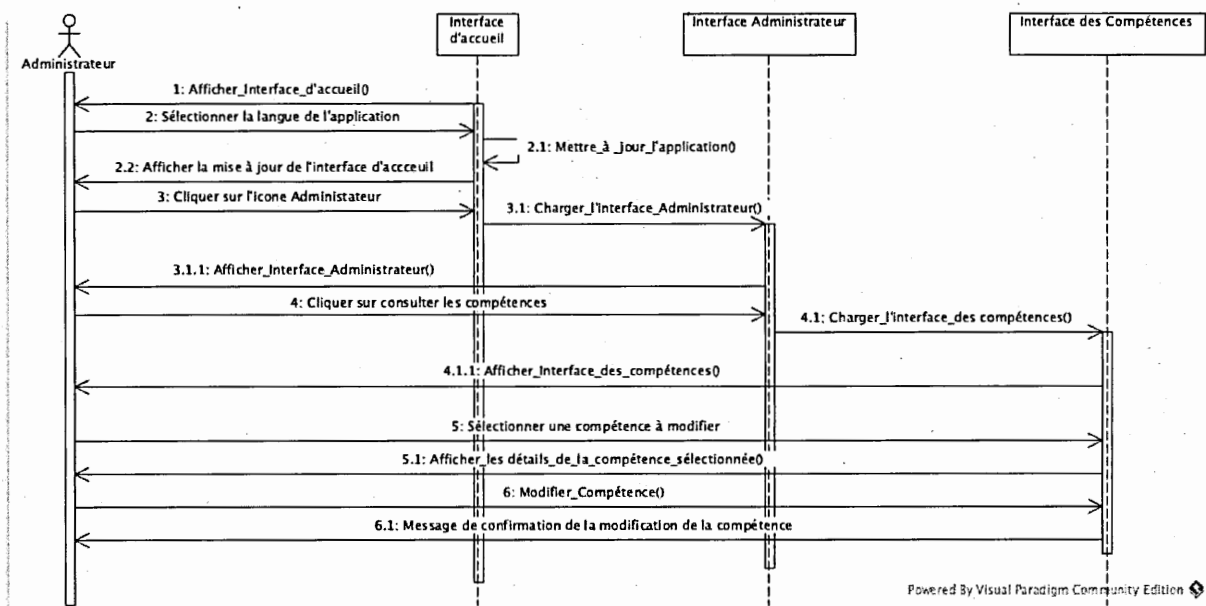 Interface
d'accueil
Interface Administrateur
Interface des Compétences
Administrateur
1: Afficher_Interface_d'accueil()
2: Sélectionner la langue de l'application
2.1: Mettre_à _jour_l'application()
2.2: Afficher la mise à jour de l'interface d'accceuil
3: Cliquer sur l'icone Administateur
3.1: Charger_l'interface_Administrateur()
3.1.1: Afficher_Interface_Administrateur()
4: Cliquer sur consulter les compétences
4.1: Charger_l'interface_des compétences()
4.1.1: Afficher_Interface_des_compétences()
5: Sélectionner une compétence à modifier
5.1: Afficher_les détails_de_la_compétence_sélectionnée()
6: Modifier_Compétence()
6.1: Message de confirmation de la modification de la compétence
Powered By Visual Paradigm Community Edition